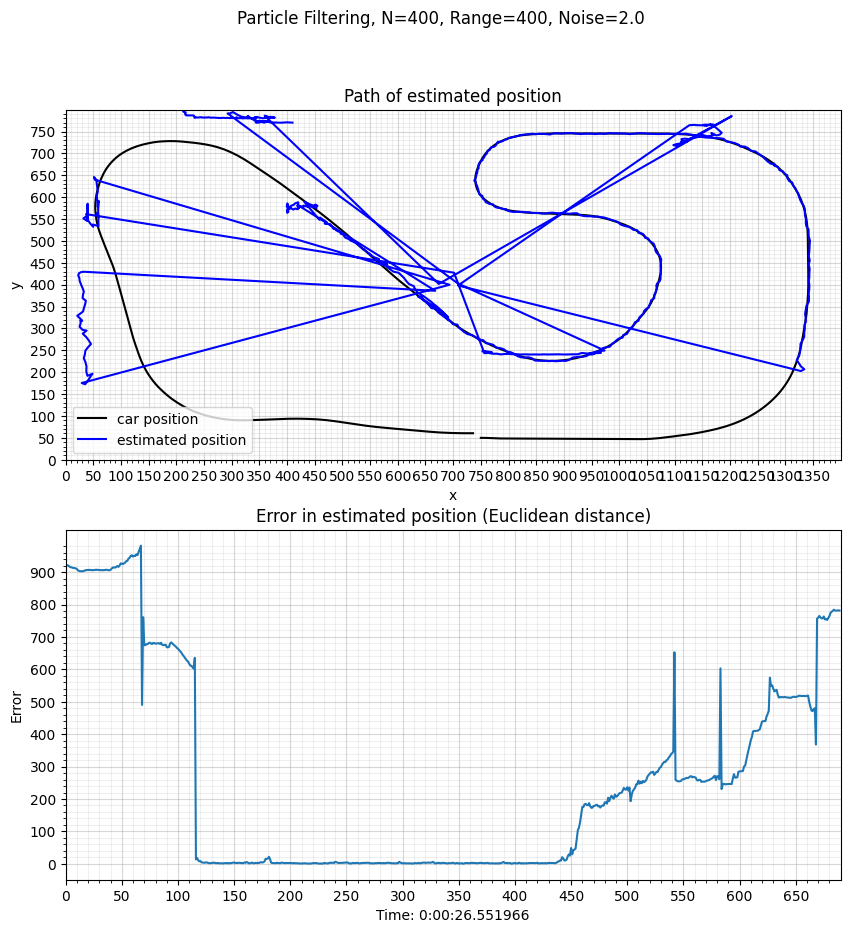 Particle Filtering, N=400, Range=400, Noise=2.0
Path of estimated position
y
750
700
650
600
550
500
450
400
350
300
250
200
150
100
50
0
car position
estimated position
0 50 100 150 200 250 300 350 400 450 500 550 600 650 700 750 800 850 900 950 1000 1050 1100 1150 1200 1250 1300 1350
x
Error in estimated position (Euclidean distance)
Error
900
800
700
600
500
400
300
200
100
0
0 50 100 150 200 250 300 350 400 450 500 550 600 650
Time: 0:00:26.551966